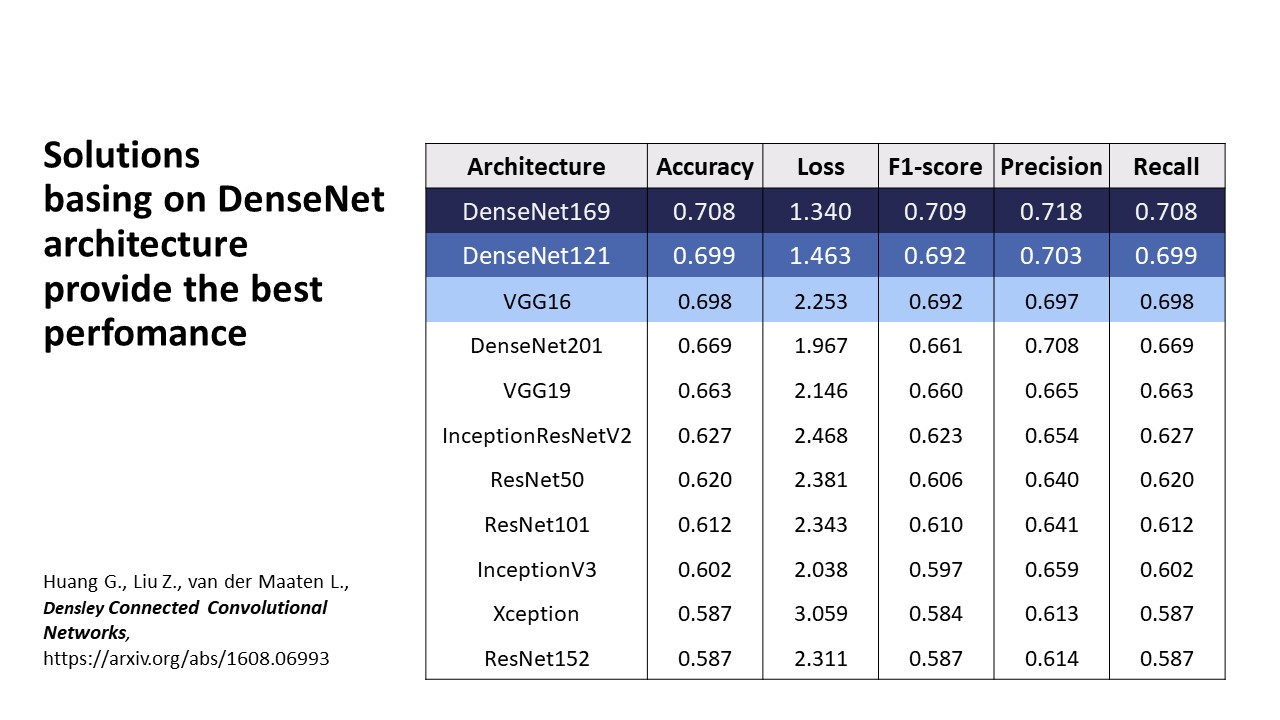 Solutions
basing on DenseNet
architecture
provide the best
perfomance
Architecture Accuracy Loss F1-score Precision Recall
DenseNet169 0.708 1.340 0.709 0.718 0.708
DenseNet121 0.699 1.463 0.692 0.703 0.699
VGG16 0.698 2.253 0.692 0.697 0.698
DenseNet201 0.669 1.967 0.661 0.708 0.669
VGG19 0.663 2.146 0.660 0.665 0.663
InceptionResNetV2 0.627 2.468 0.623 0.654 0.627
ResNet50 0.620 2.381 0.606 0.640 0.620
ResNet101 0.612 2.343 0.610 0.641 0.612
InceptionV3 0.602 2.038 0.597 0.659 0.602
Xception 0.587 3.059 0.584 0.613 0.587
ResNet152 0.587 2.311 0.587 0.614 0.587
Huang G., Liu Z., van der Maaten L.,
Densley Connected Convolutional
Networks,
https://arxiv.org/abs/1608.06993